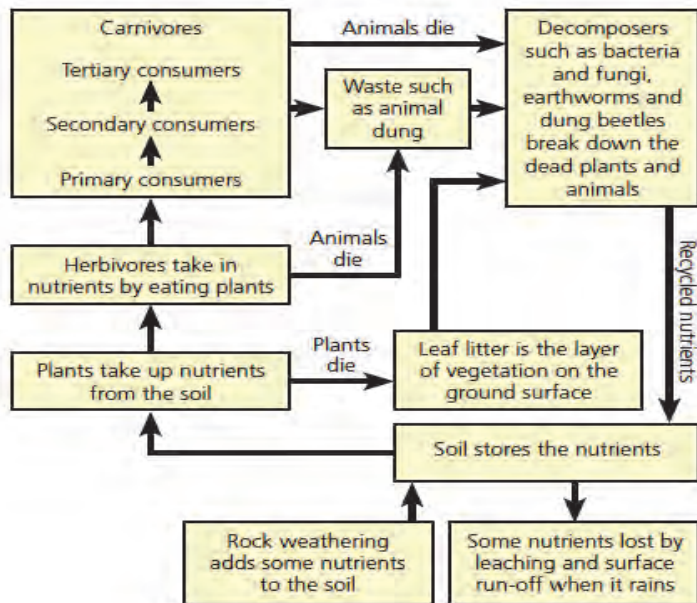 Carnivores
Tertiary consumers
Secondary consumers
Primary consumers
Animals die
Waste such
as animal
dung
Decomposers
such as bacteria
and fungi,
earthworms and
dung beetles
break down the
dead plants and
animals
Herbivores take in
nutrients by eating plants
Animals
die
Recycled nutrients
Plants take up nutrients
from the soil
Plants
die
Leaf litter is the layer
of vegetation on the
ground surface
Soil stores the nutrients
Rock weathering
adds some nutrients
to the soil
Some nutrients lost by
leaching and surface
run-off when it rains